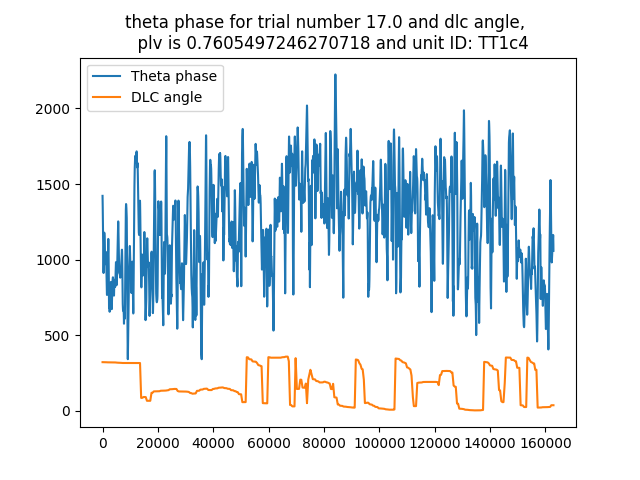 theta phase for trial number 17.0 and dlc angle,
plv is 0.7605497246270718 and unit ID: TT1c4
Theta phase
DLC angle
2000
1500
1000
500
0
0 20000 40000 60000 80000 100000 120000 140000 160000